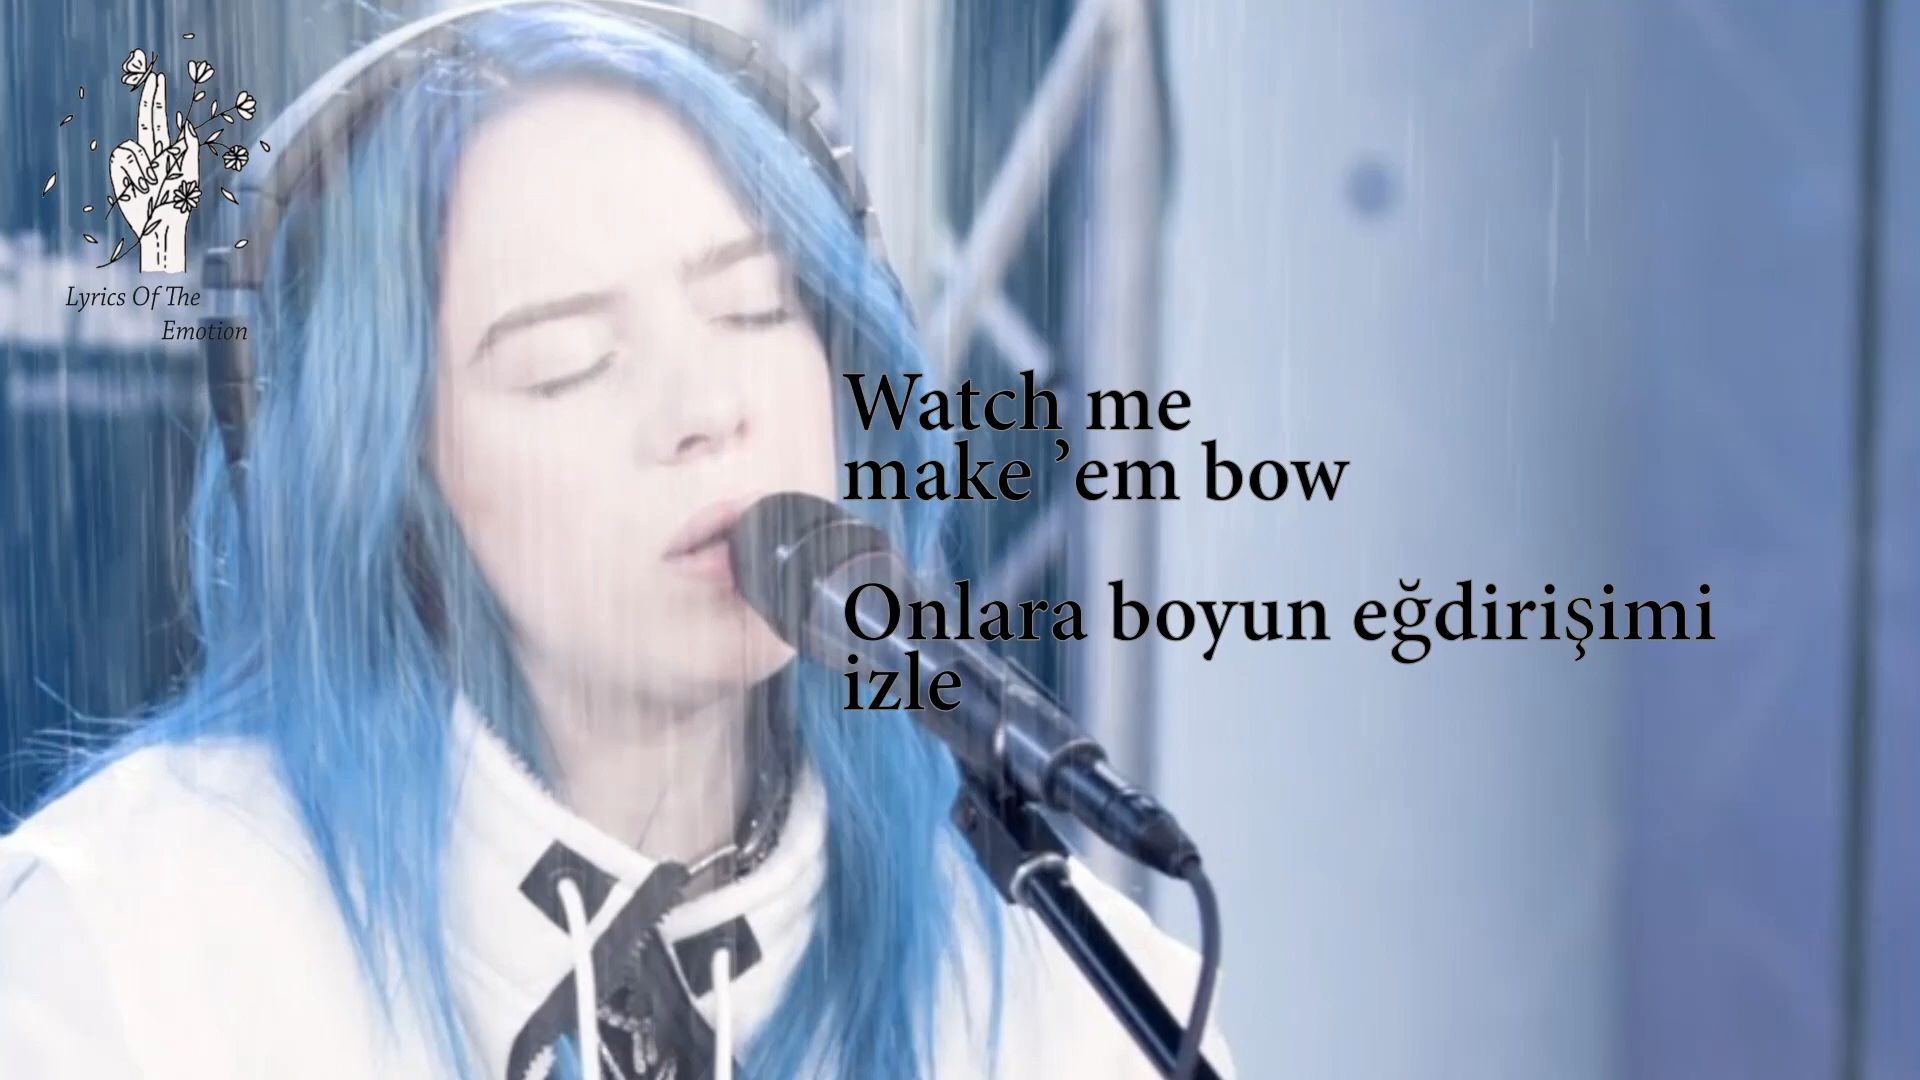 Lyrics Of The
Emotion
Watch me
make ’em bow
Onlara boyun eğdirişimi
izle